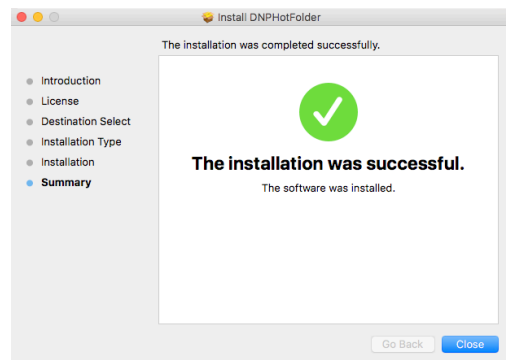 Install DNPHotFolder
The installation was completed successfully.
Introduction
License
Destination Select
Installation Type
Installation
Summary
The installation was successful.
The software was installed.
Go Back
Close